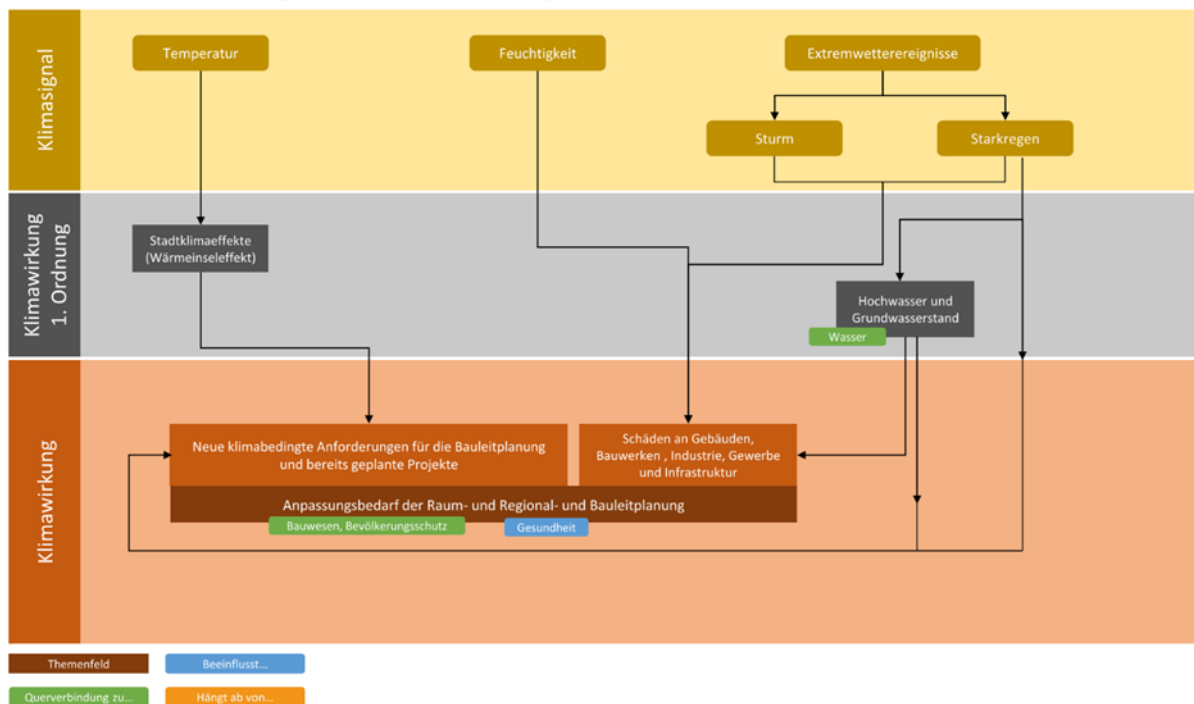 Klimasignal
Temperatur
Feuchtigkeit
Extremwetterereignisse
Sturm
Starkregen
Klimawirkung
1. Ordnung
Stadtklimaeffekte
(Wärmeinseleffekt)
Hochwasser und
Grundwasserstand
Wasser
Klimawirkung
Neue klimabedingte Anforderungen für die Bauleitplanung
und bereits geplante Projekte
Schäden an Gebäuden,
Bauwerken , Industrie, Gewerbe
und Infrastruktur
Anpassungsbedarf der Raum- und Regional- und Bauleitplanung
Bauwesen, Bevölkerungsschutz
Gesundheit
Themenfeld
Beeinflusst...
Querverbindung zu...
Hängt ab von...